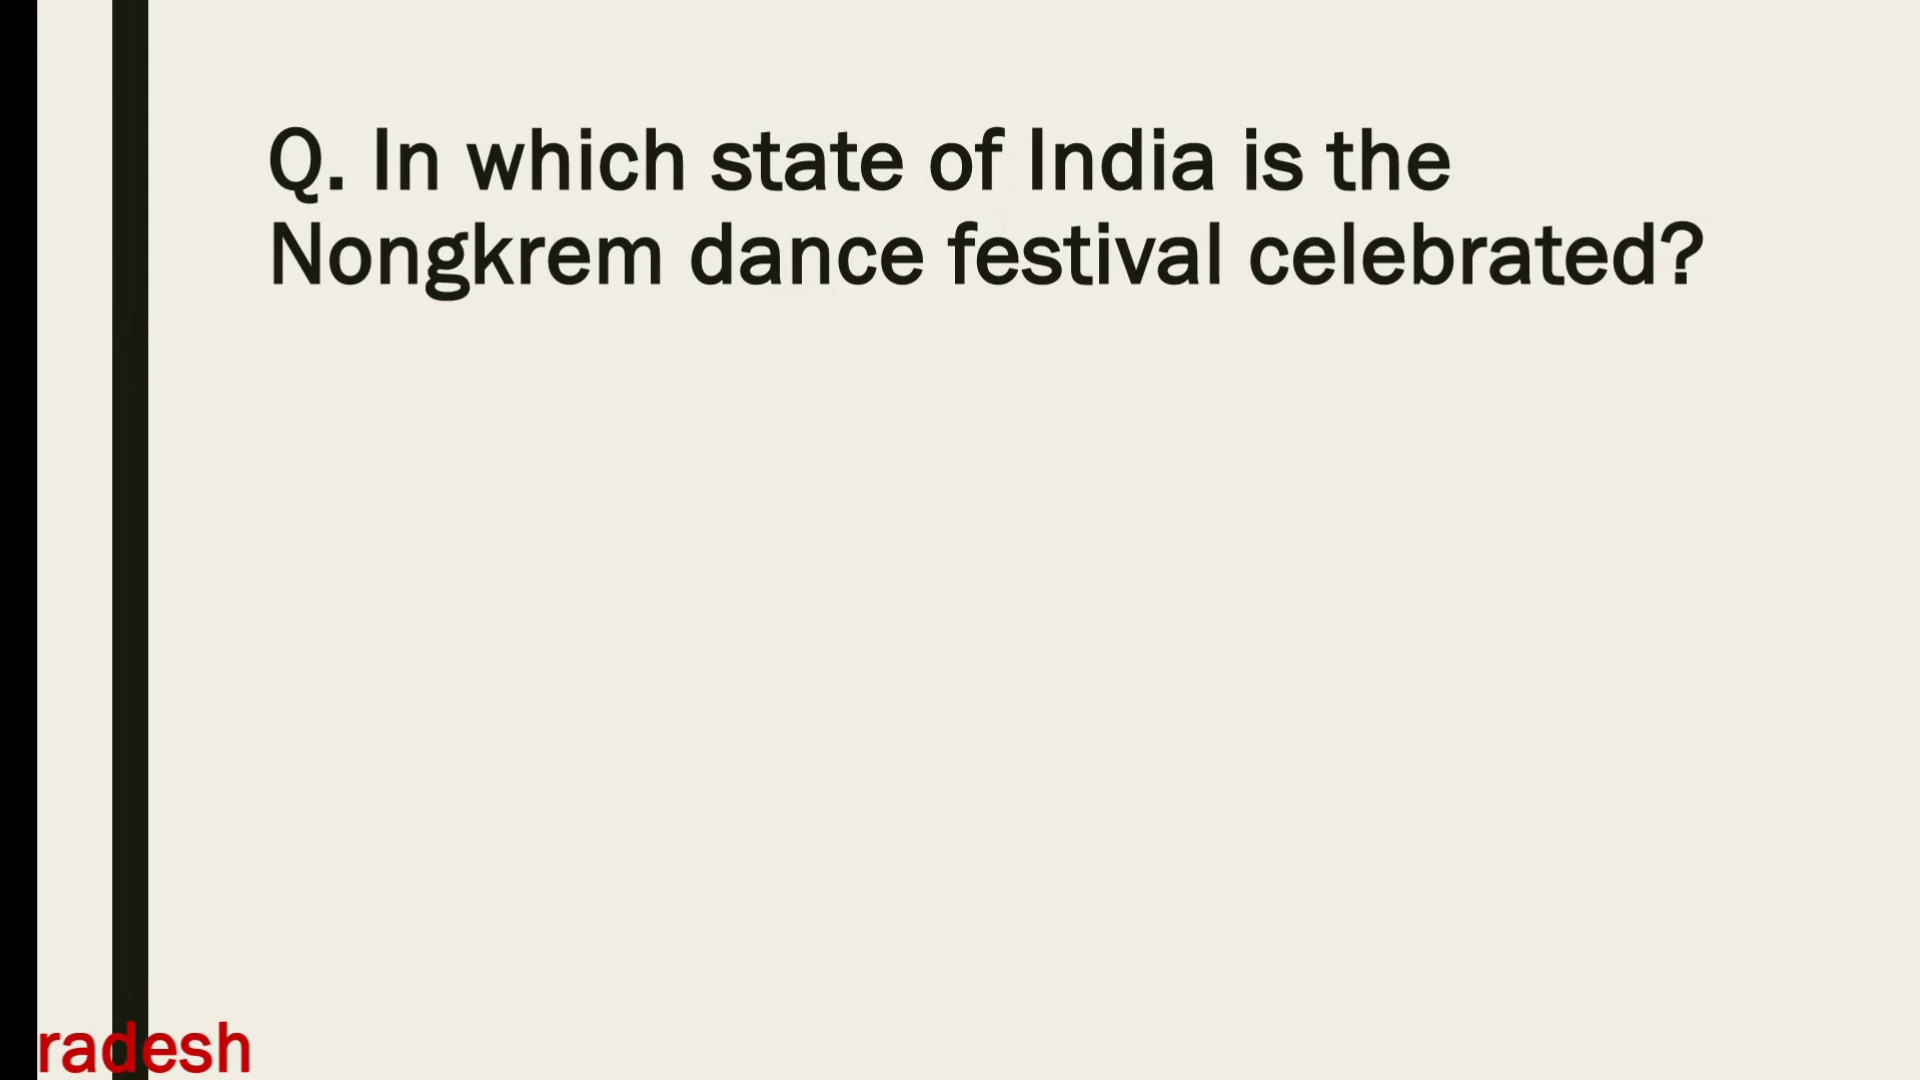 Q. In which state of India is the
Nongkrem dance festival celebrated?
radesh